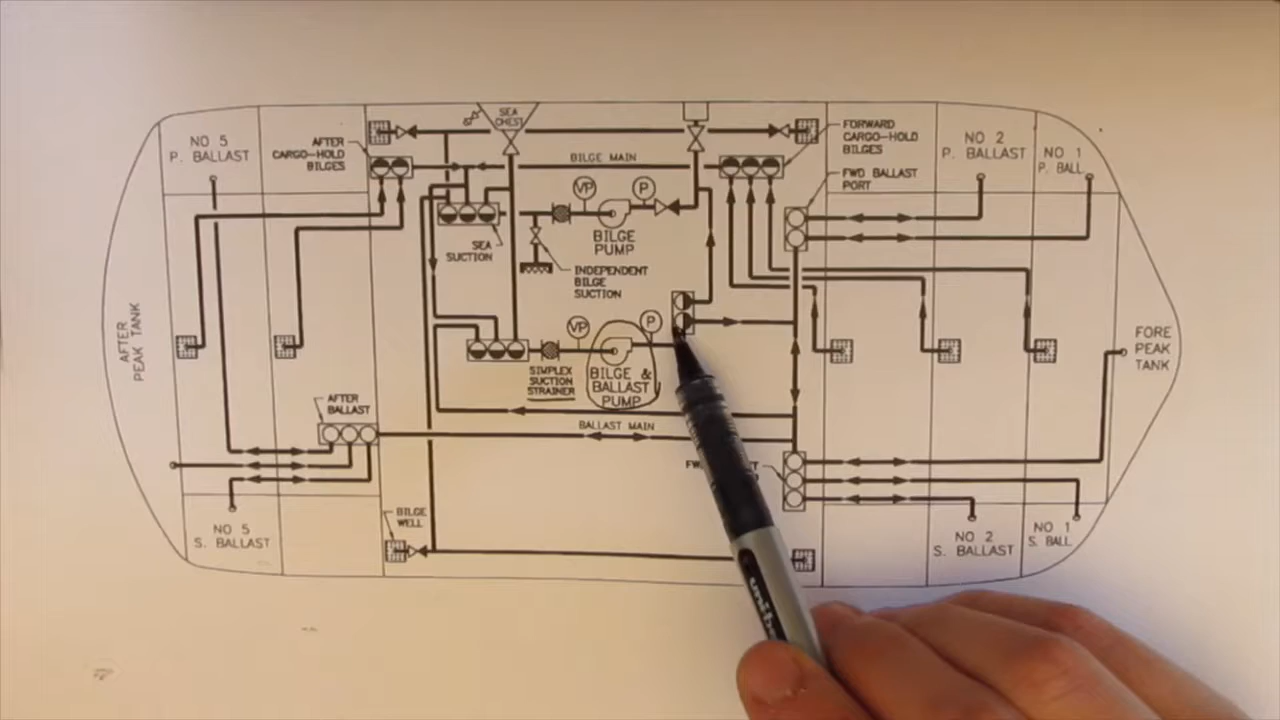 SEA
CHEST
NO 5
P. BALLAST
AFTER
CARGO-HOLD
BILGES
BILGE MAIN
FORWARD
CARGO-HOLD
BILGES
NO 2
P. BALLAST
NO 1
P. BALL
FWD BALLAST
PORT
VP
P
BILGE
PUMP
SEA
SUCTION
INDEPENDENT
BILGE
SUCTION
AFTER
PEAK TANK
VP
P
SIMPLEX
SUCTION
STRAINER
BILGE &
BALLAST
PUMP
FORE
PEAK
TANK
AFTER
BALLAST
BALLAST MAIN
BILGE
WELL
NO 5
S. BALLAST
NO 2
S. BALLAST
NO 1
S. BALL